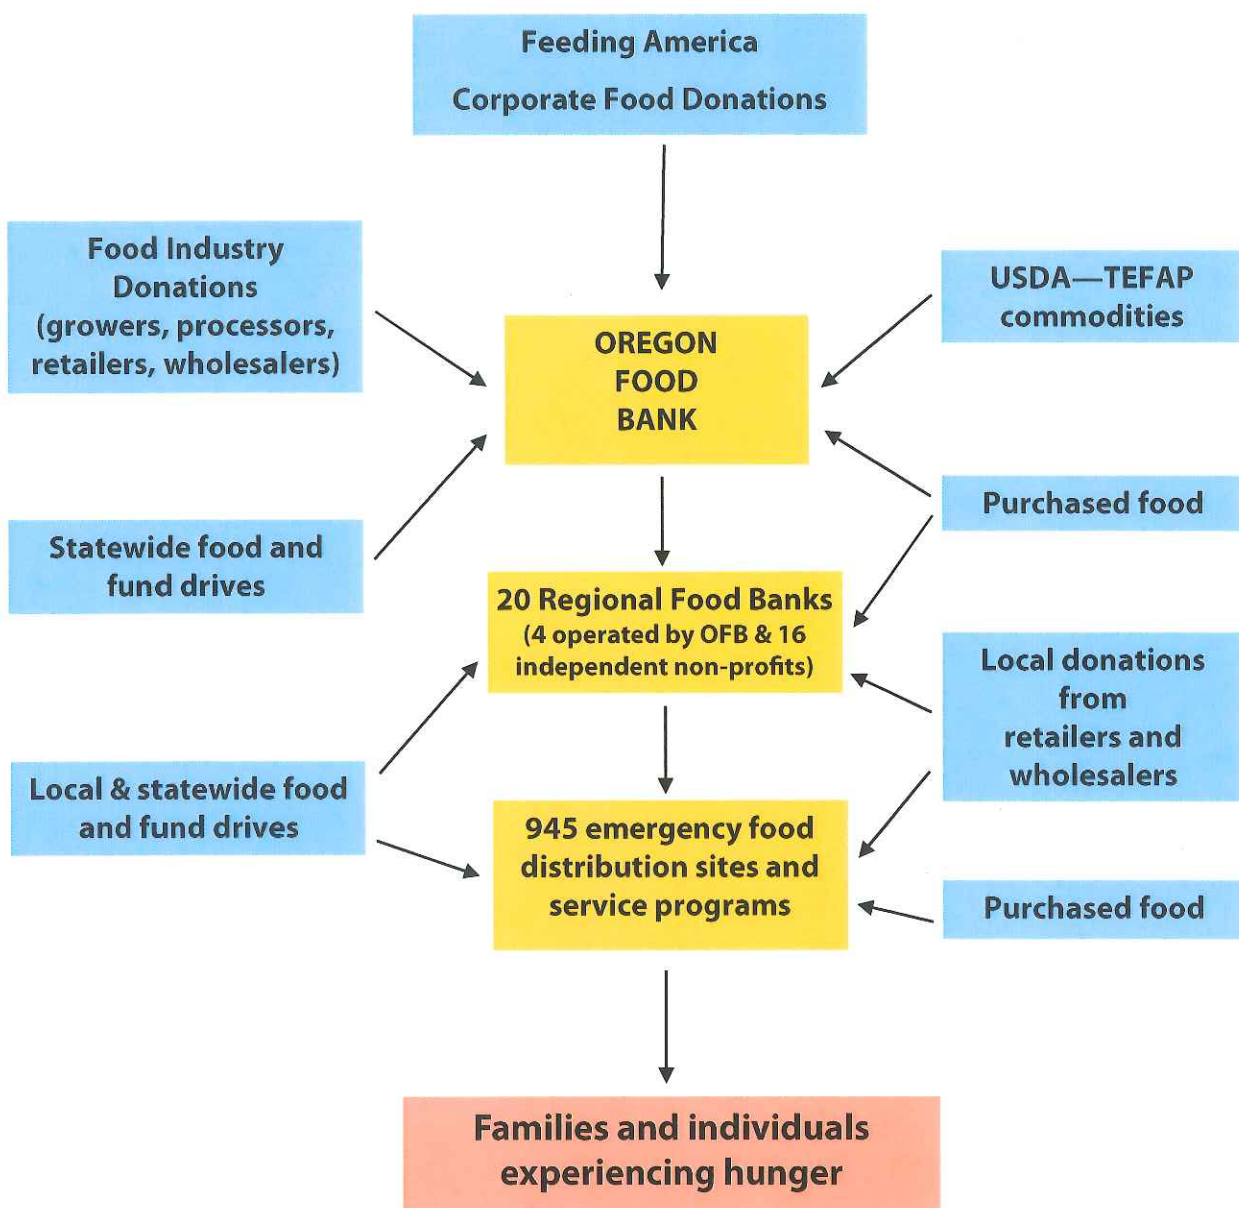 Feeding America
Corporate Food Donations
Food Industry
Donations
(growers, processors,
retailers, wholesalers)
USDA—TEFAP
commodities
OREGON
FOOD
BANK
Purchased food
Statewide food and
fund drives
20 Regional Food Banks
(4 operated by OFB & 16
independent non-profits)
Local donations
from
retailers and
wholesalers
Local & statewide food
and fund drives
945 emergency food
distribution sites and
service programs
Purchased food
Families and individuals
experiencing hunger